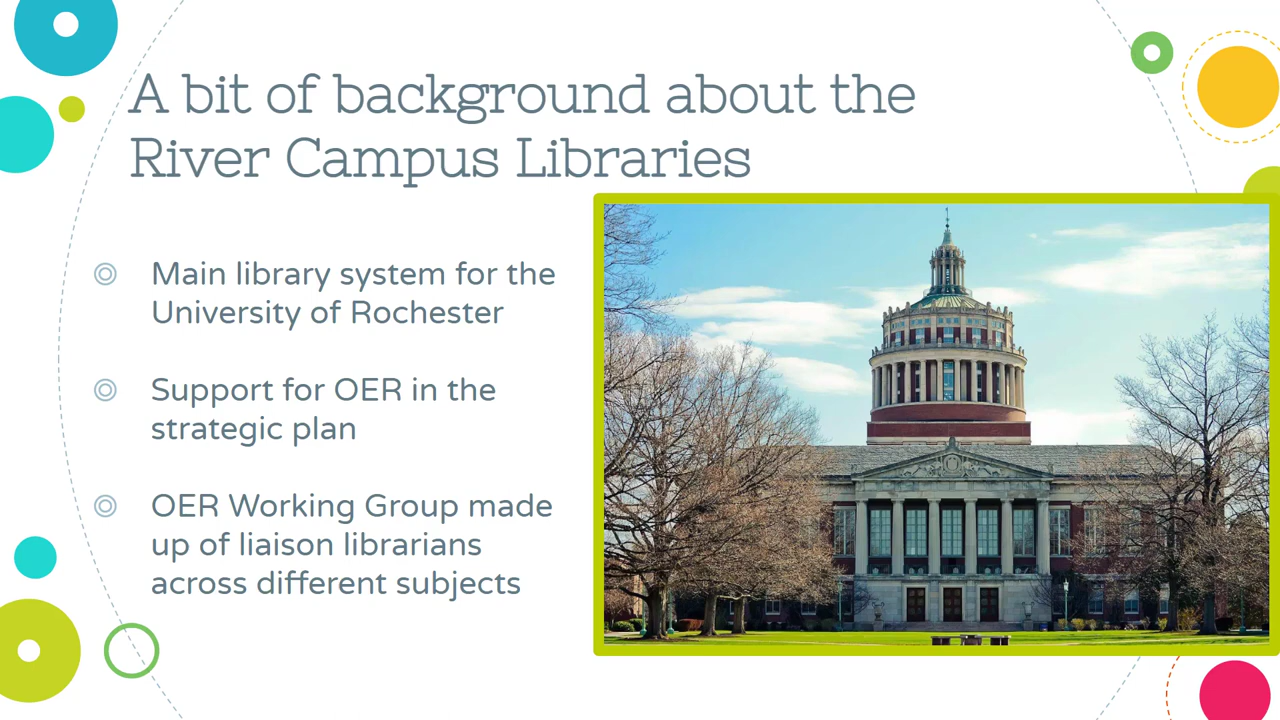 A bit of background about the
River Campus Libraries
Main library system for the
University of Rochester
Support for OER in the
strategic plan
OER Working Group made
up of liaison librarians
across different subjects